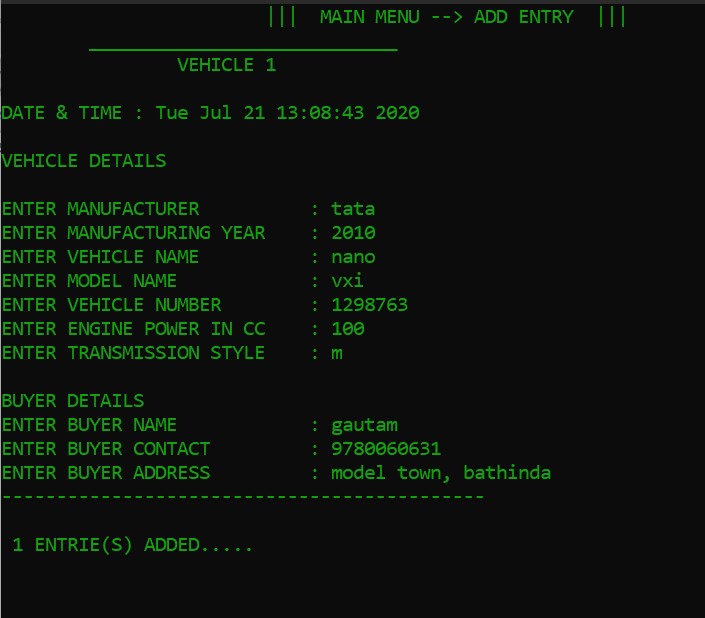 ||| MAIN MENU --> ADD ENTRY |||
____________________________
VEHICLE 1
DATE & TIME : Tue Jul 21 13:08:43 2020
VEHICLE DETAILS
ENTER MANUFACTURER : tata
ENTER MANUFACTURING YEAR : 2010
ENTER VEHICLE NAME : nano
ENTER MODEL NAME : vxi
ENTER VEHICLE NUMBER : 1298763
ENTER ENGINE POWER IN CC : 100
ENTER TRANSMISSION STYLE : m
BUYER DETAILS
ENTER BUYER NAME : gautam
ENTER BUYER CONTACT : 9780060631
ENTER BUYER ADDRESS : model town, bathinda
--------------------------------------------
1 ENTRIE(S) ADDED.....